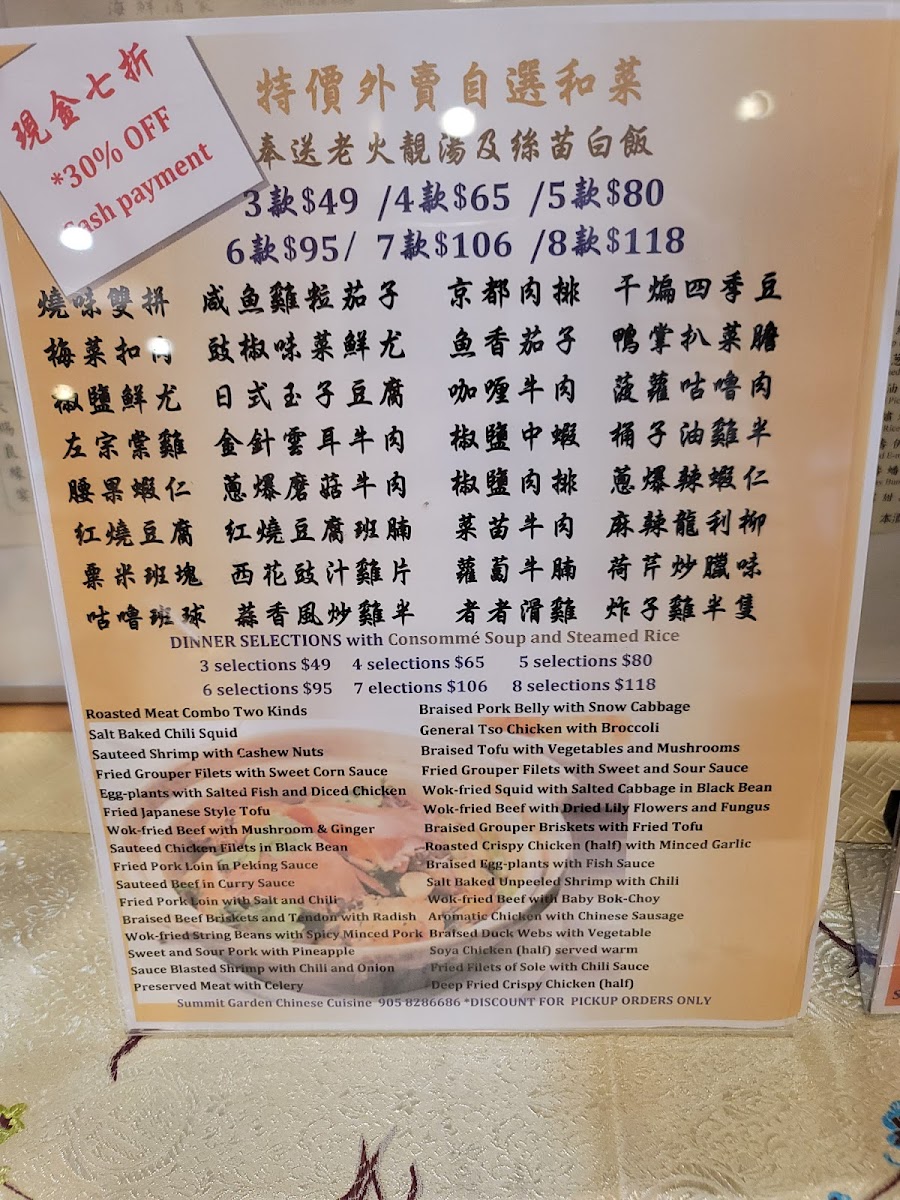 海鮮酒家
現金七折
*30% OFF
Cash payment
特價外賣自選和菜
奉送老火靚湯及絲苗白飯
3款$49 /4款$65 /5款$80
6款$95/ 7款$106 /8款$118
燒味雙拼 咸魚雞粒茄子 京都肉排 干煸四季豆
梅菜扣肉 豉椒味菜鮮尤 魚香茄子 鴨掌扒菜膽
椒鹽鮮尤 日式玉子豆腐 咖喱牛肉 菠蘿咕嚕肉
左宗棠雞 金針雲耳牛肉 椒鹽中蝦 桶子油雞半
腰果蝦仁 蔥爆磨菇牛肉 椒鹽肉排 蔥爆辣蝦仁
紅燒豆腐 紅燒豆腐班腩 菜苗牛肉 麻辣龍利柳
粟米班塊 西花豉汁雞片 蘿蔔牛腩 荷芹炒臘味
咕嚕班球 蒜香風炒雞半 者者滑雞 炸子雞半隻
DINNER SELECTIONS with Consommé Soup and Steamed Rice
3 selections $49 4 selections $65 5 selections $80
6 selections $95 7 elections $106 8 selections $118
Roasted Meat Combo Two Kinds
Salt Baked Chili Squid
Sauteed Shrimp with Cashew Nuts
Fried Grouper Filets with Sweet Corn Sauce
Egg-plants with Salted Fish and Diced Chicken
Fried Japanese Style Tofu
Wok-fried Beef with Mushroom & Ginger
Sauteed Chicken Filets in Black Bean
Fried Pork Loin in Peking Sauce
Sauteed Beef in Curry Sauce
Fried Pork Loin with Salt and Chili
Braised Beef Briskets and Tendon with Radish
Wok-fried String Beans with Spicy Minced Pork
Sweet and Sour Pork with Pineapple
Sauce Blasted Shrimp with Chili and Onion
Preserved Meat with Celery
Braised Pork Belly with Snow Cabbage
General Tso Chicken with Broccoli
Braised Tofu with Vegetables and Mushrooms
Fried Grouper Filets with Sweet and Sour Sauce
Wok-fried Squid with Salted Cabbage in Black Bean
Wok-fried Beef with Dried Lily Flowers and Fungus
Braised Grouper Briskets with Fried Tofu
Roasted Crispy Chicken (half) with Minced Garlic
Braised Egg-plants with Fish Sauce
Salt Baked Unpeeled Shrimp with Chili
Wok-fried Beef with Baby Bok-Choy
Aromatic Chicken with Chinese Sausage
Braised Duck Webs with Vegetable
Soya Chicken (half) served warm
Fried Filets of Sole with Chili Sauce
Deep Fried Crispy Chicken (half)
Summit Garden Chinese Cuisine 905 8286686 *DISCOUNT FOR PICKUP ORDERS ONLY